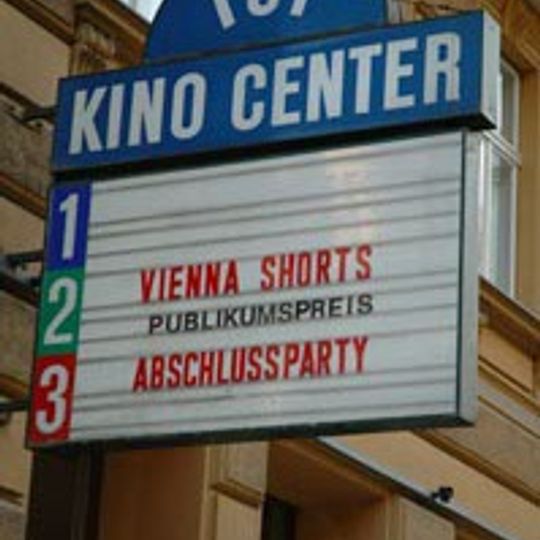 KINO CENTER
1
2
3
VIENNA SHORTS
PUBLIKUMSPREIS
ABSCHLUSSPARTY